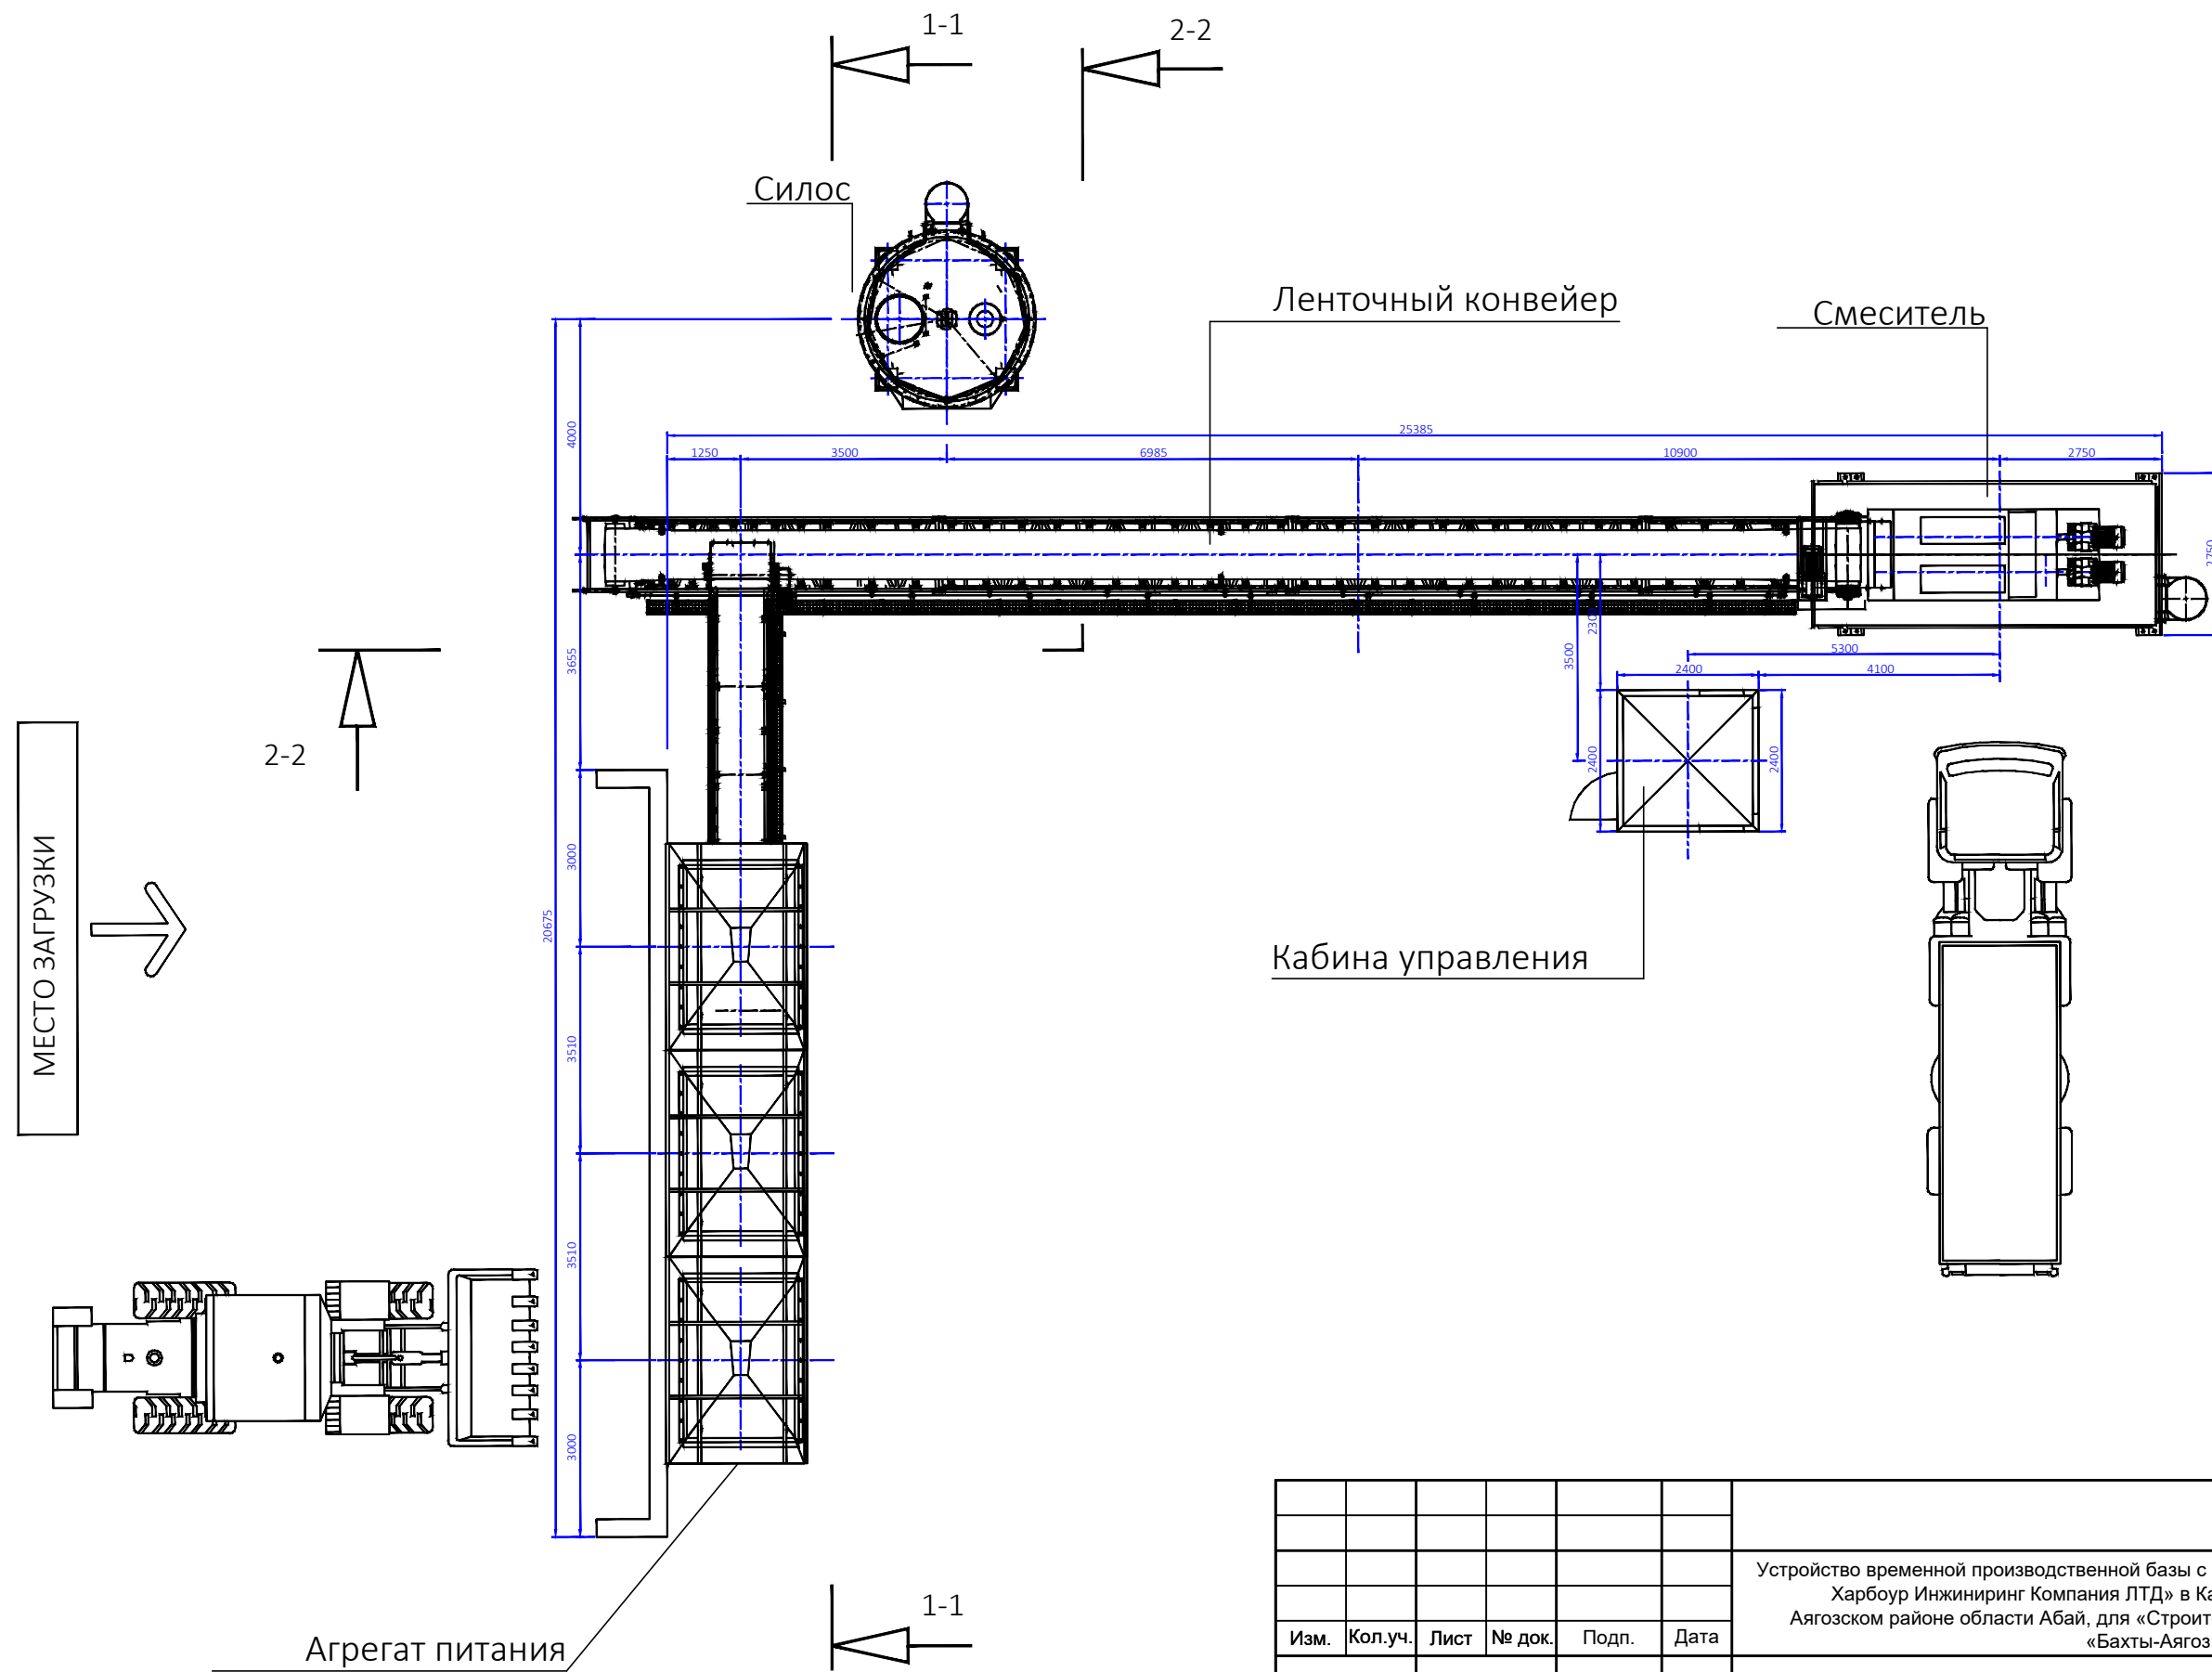 1-1
2-2
Силос
Ленточный конвейер
Смеситель
25385
1250
3500
6985
10900
2750
4000
2750
3655
2300
3500
5300
2400
4100
2-2
2400
2400
МЕСТО ЗАГРУЗКИ
3000
20675
Кабина управления
3510
3510
3000
1-1
Агрегат питания
Устройство временной производственной базы с
Харбоур Инжиниринг Компания ЛТД» в
Аягозском районе области Абай, для
«Бахты-Аягоз
Изм. Кол.уч. Лист № док. Подп. Дата